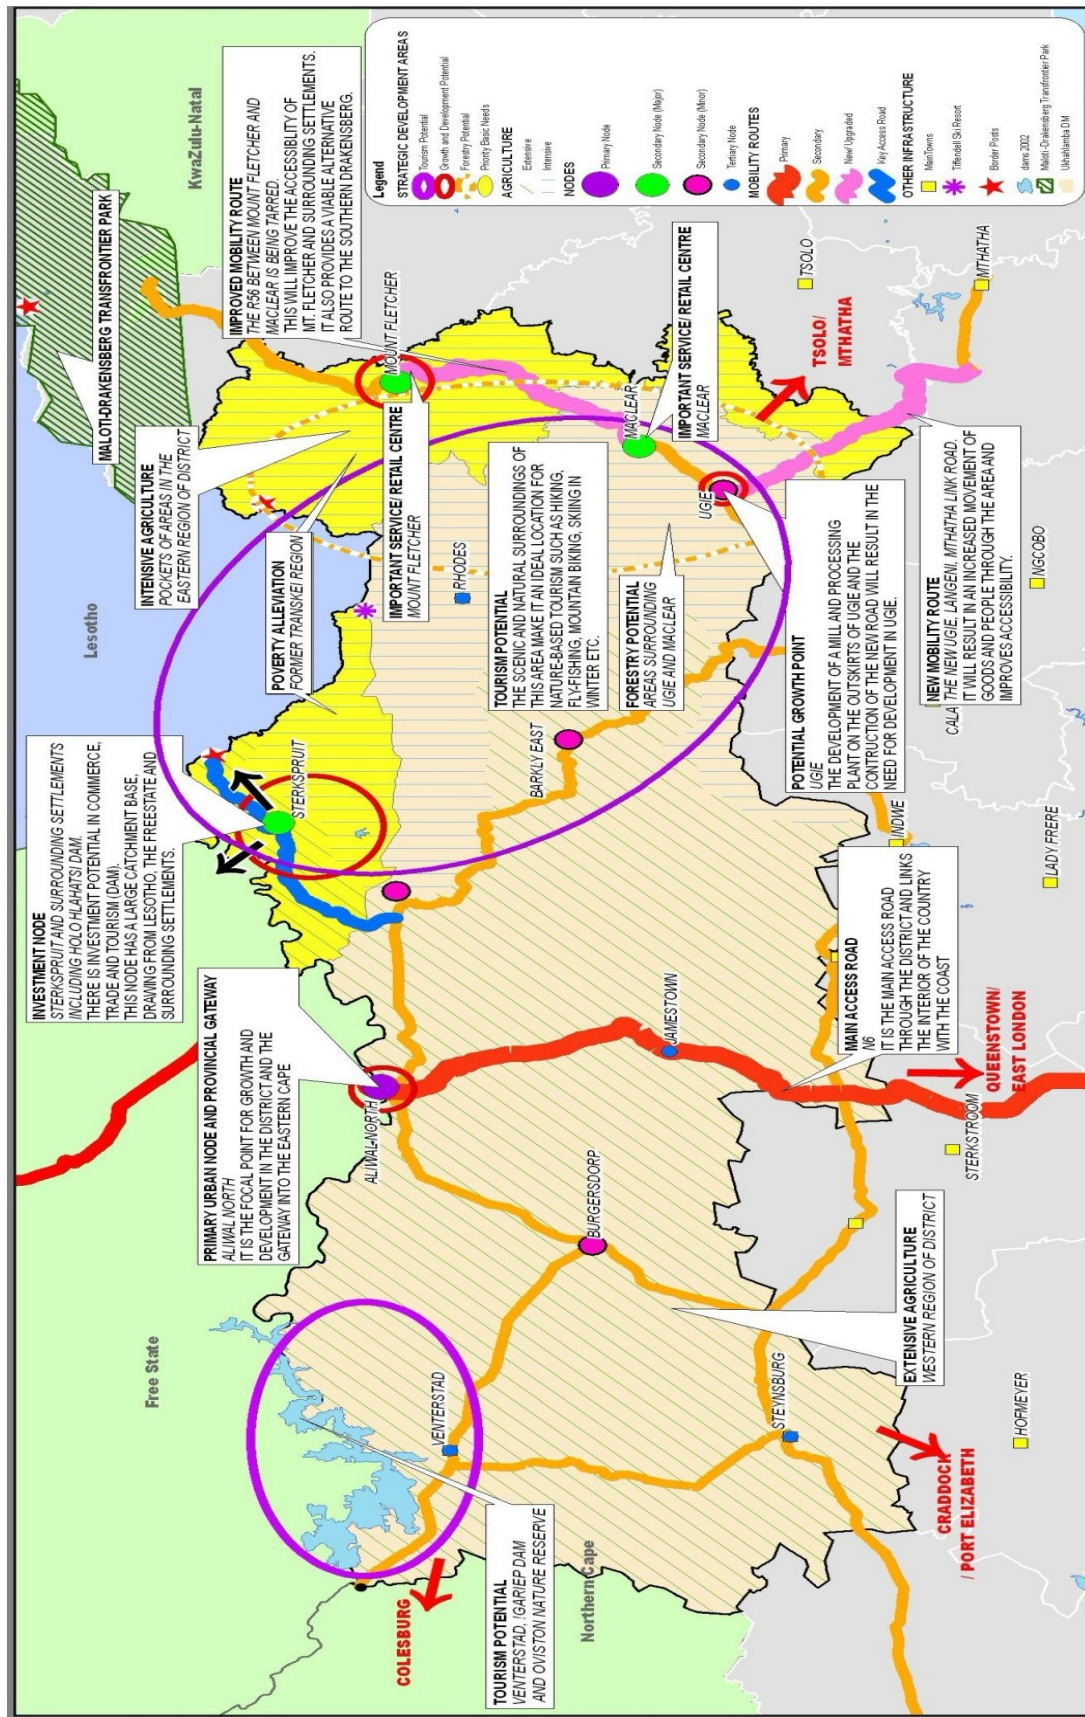 Free State
Lesotho
KwaZulu-Natal
Northern Cape
INVESTMENT NODE
STERKSPRUIT AND SURROUNDING SETTLEMENTS
INCLUDING HOLO HLAHATSI DAM.
THERE IS INVESTMENT POTENTIAL IN COMMERCE,
TRADE AND TOURISM (DAM).
THIS NODE HAS A LARGE CATCHMENT BASE,
DRAWING FROM LESOTHO, THE FREESTATE AND
SURROUNDING SETTLEMENTS.
MALOTI-DRAKENSBERG TRANSFRONTIER PARK
INTENSIVE AGRICULTURE
POCKETS OF AREAS IN THE
EASTERN REGION OF DISTRICT
IMPROVED MOBILITY ROUTE
THE R56 BETWEEN MOUNT FLETCHER AND
MACLEAR IS BEING TARRED.
THIS WILL IMPROVE THE ACCESSIBILITY OF
MT. FLETCHER AND SURROUNDING SETTLEMENTS.
IT ALSO PROVIDES A VIABLE ALTERNATIVE
ROUTE TO THE SOUTHERN DRAKENSBERG.
PRIMARY URBAN NODE AND PROVINCIAL GATEWAY
ALIWAL NORTH
IT IS THE FOCAL POINT FOR GROWTH AND
DEVELOPMENT IN THE DISTRICT AND THE
GATEWAY INTO THE EASTERN CAPE
POVERTY ALLEVIATION
FORMER TRANSKEI REGION
IMPORTANT SERVICE/ RETAIL CENTRE
MOUNT FLETCHER
STERKSPRUIT
MOUNT FLETCHER
ALIWAL-NORTH
RHODES
VENTERSTAD
COLESBURG
TOURISM POTENTIAL
VENTERSTAD, !GARIEP DAM
AND OVISTON NATURE RESERVE
TOURISM POTENTIAL
THE SCENIC AND NATURAL SURROUNDINGS OF
THIS AREA MAKE IT AN IDEAL LOCATION FOR
NATURE-BASED TOURISM SUCH AS HIKING,
FLY-FISHING, MOUNTAIN BIKING, SKIING IN
WINTER ETC.
BARKLY EAST
BURGERSDORP
MACLEAR
IMPORTANT SERVICE/ RETAIL CENTRE
MACLEAR
FORESTRY POTENTIAL
AREAS SURROUNDING
UGIE AND MACLEAR
UGIE
JAMESTOWN
STEYNSBURG
POTENTIAL GROWTH POINT
UGIE
THE DEVELOPMENT OF A MILL AND PROCESSING
PLANT ON THE OUTSKIRTS OF UGIE AND THE
CONTRUCTION OF THE NEW ROAD WILL RESULT IN THE
NEED FOR DEVELOPMENT IN UGIE.
TSOLO/
MTHATHA
TSOLO
MTHATHA
MAIN ACCESS ROAD
N6
IT IS THE MAIN ACCESS ROAD
THROUGH THE DISTRICT AND LINKS
THE INTERIOR OF THE COUNTRY
WITH THE COAST
EXTENSIVE AGRICULTURE
WESTERN REGION OF DISTRICT
INDWE
CALA
NEW MOBILITY ROUTE
THE NEW UGIE, LANGENI, MTHATHA LINK ROAD.
IT WILL RESULT IN AN INCREASED MOVEMENT OF
GOODS AND PEOPLE THROUGH THE AREA AND
IMPROVES ACCESSIBILITY.
STERKSTROOM
QUEENSTOWN/
EAST LONDON
CRADDOCK
/ PORT ELIZABETH
HOFMEYER
LADY FRERE
NGCOBO
Legend
STRATEGIC DEVELOPMENT AREAS
Tourism Potential
Growth and Development Potential
Forestry Potential
Priority Basic Needs
AGRICULTURE
Extensive
Intensive
NODES
Primary Node
Secondary Node (Major)
Secondary Node (Minor)
Tertiary Node
MOBILITY ROUTES
Primary
Secondary
New/ Upgraded
Key Access Road
OTHER INFRASTRUCTURE
MainTowns
Tiffendell Ski Resort
Border Posts
dams 2002
Maloti -Drakensberg Transfrontier Park
Ukhahlamba DM